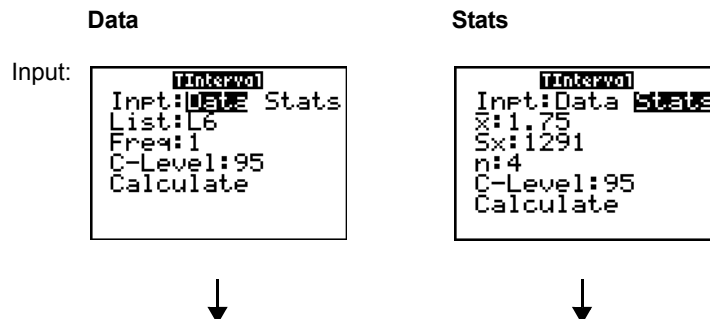 Data
Stats
Input:
TInterval
Inpt:Data Stats
List:L6
Freq:1
C-Level:95
Calculate
TInterval
Inpt:Data Stats
x̄:1.75
Sx:1291
n:4
C-Level:95
Calculate